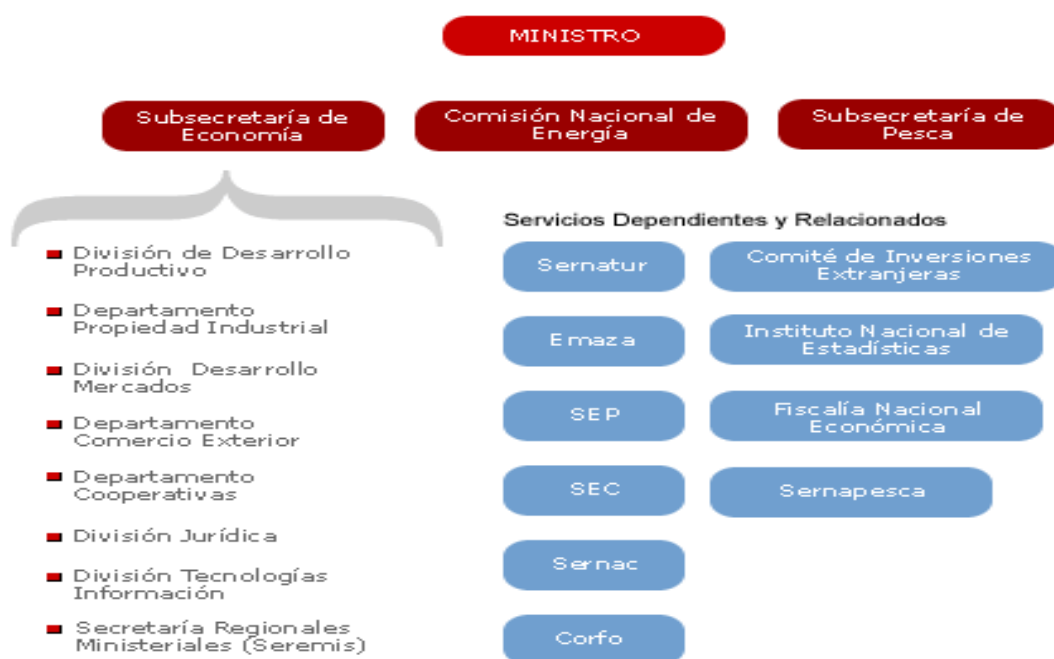 MINISTRO
Subsecretaría de
Economía
Comisión Nacional de
Energía
Subsecretaría de
Pesca
División de Desarrollo
Productivo
Departamento
Propiedad Industrial
División Desarrollo
Mercados
Departamento
Comercio Exterior
Departamento
Cooperativas
División Jurídica
División Tecnologías
Información
Secretaría Regionales
Ministeriales (Seremis)
Servicios Dependientes y Relacionados
Sernatur
Emaza
SEP
SEC
Sernac
Corfo
Comité de Inversiones
Extranjeras
Instituto Nacional de
Estadísticas
Fiscalía Nacional
Económica
Sernapesca